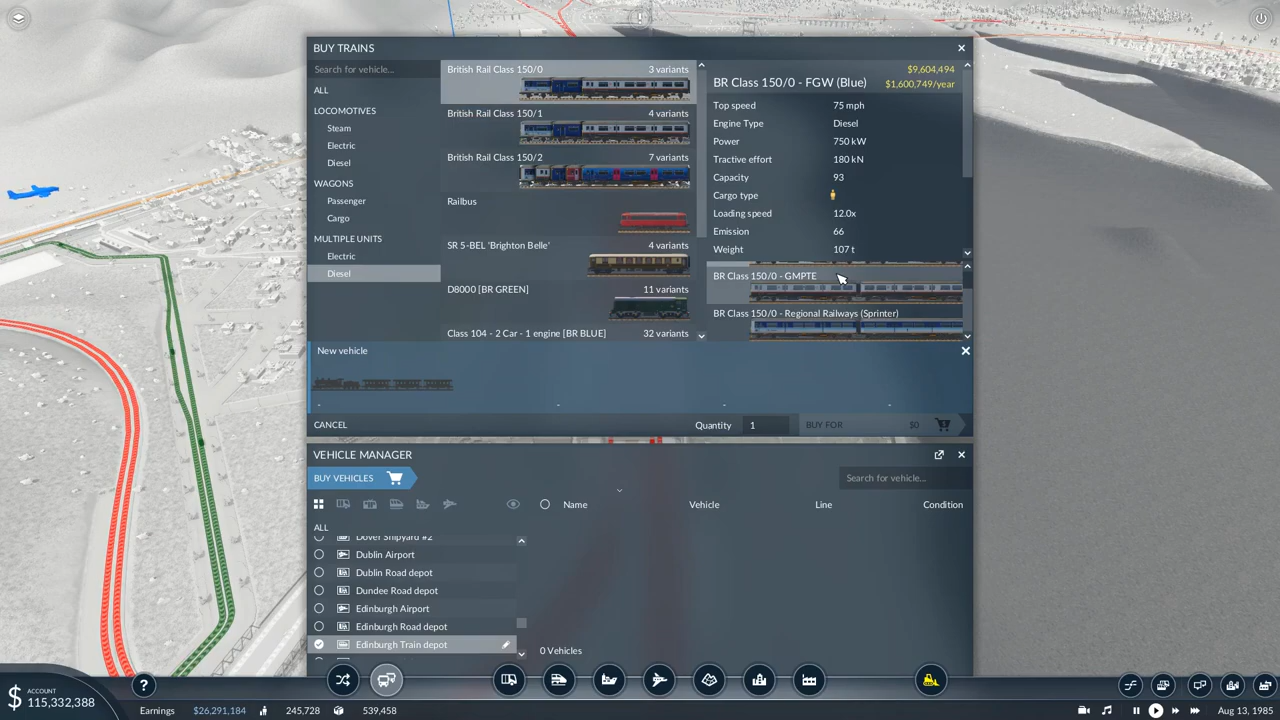 BUY TRAINS
Search for vehicle...
ALL
LOCOMOTIVES
Steam
Electric
Diesel
WAGONS
Passenger
Cargo
MULTIPLE UNITS
Electric
Diesel
British Rail Class 150/0 3 variants
British Rail Class 150/1 4 variants
British Rail Class 150/2 7 variants
Railbus
SR 5-BEL 'Brighton Belle' 4 variants
D8000 [BR GREEN] 11 variants
Class 104 - 2 Car - 1 engine [BR BLUE] 32 variants
$9,604,494
BR Class 150/0 - FGW (Blue) $1,600,749/year
Top speed 75 mph
Engine Type Diesel
Power 750 kW
Tractive effort 180 kN
Capacity 93
Cargo type
Loading speed 12.0x
Emission 66
Weight 107 t
BR Class 150/0 - GMPTE
BR Class 150/0 - Regional Railways (Sprinter)
New vehicle
- - - -
CANCEL Quantity 1 BUY FOR $0
VEHICLE MANAGER
BUY VEHICLES Search for vehicle...
Name Vehicle Line Condition
ALL
Dover Shipyard #2
Dublin Airport
Dublin Road depot
Dundee Road depot
Edinburgh Airport
Edinburgh Road depot
Edinburgh Train depot
0 Vehicles
$ ACCOUNT
115,332,388
?
Earnings $26,291,184 245,728 539,458
Aug 13, 1985